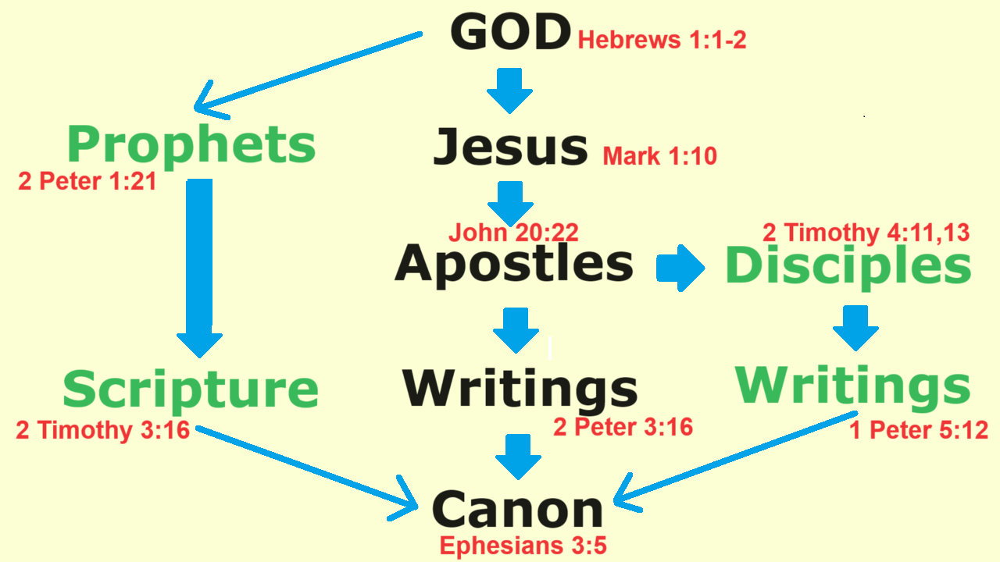 GOD Hebrews 1:1-2
Prophets
Jesus Mark 1:10
2 Peter 1:21
John 20:22
2 Timothy 4:11,13
Apostles
Disciples
Scripture
Writings
Writings
2 Timothy 3:16
2 Peter 3:16
1 Peter 5:12
Canon
Ephesians 3:5